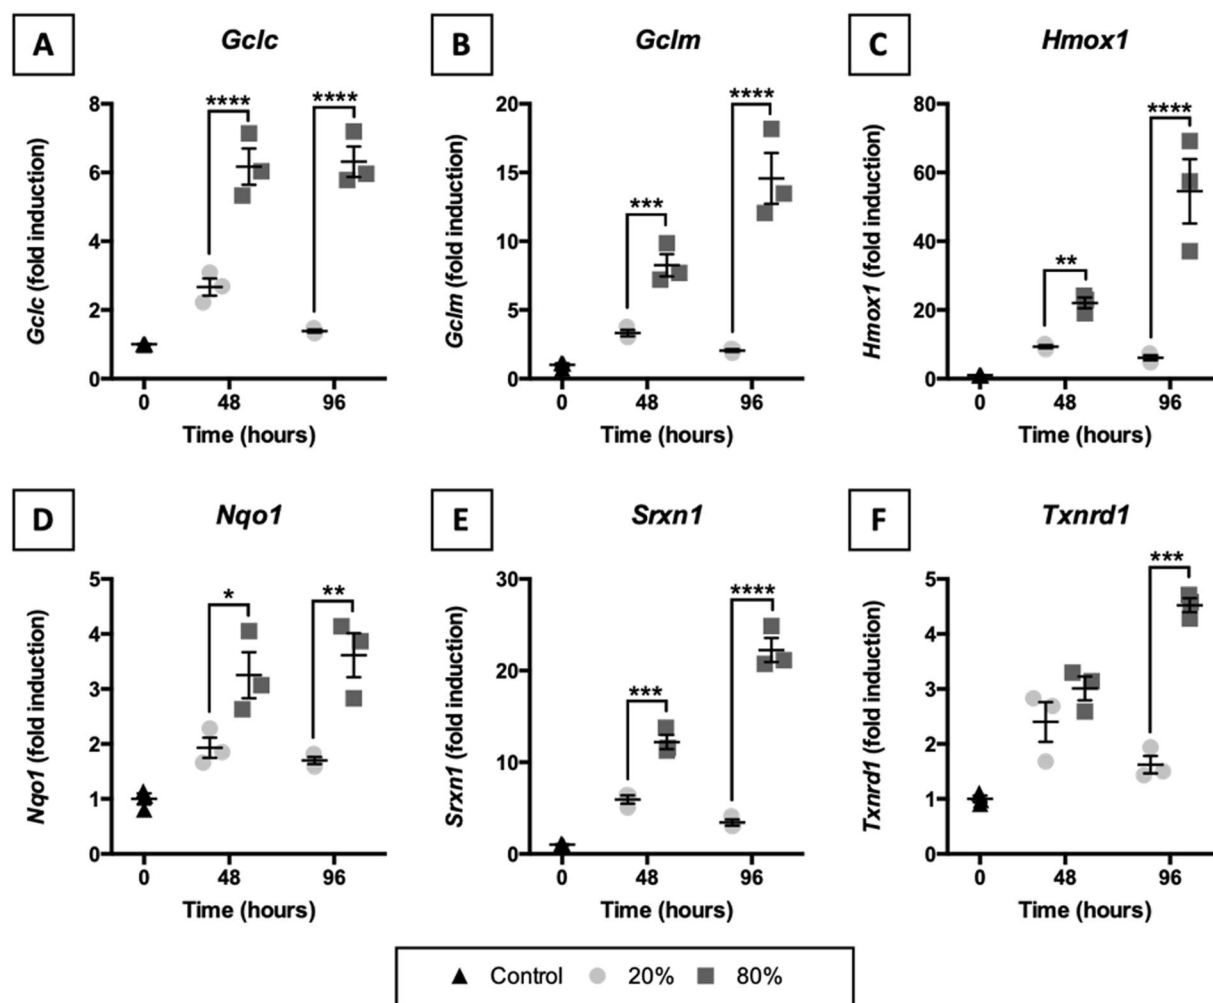 A
Gclc
Gclc (fold induction)
8
6
4
2
0
****
****
0
48
96
Time (hours)
B
Gclm
Gclm (fold induction)
20
15
10
5
0
***
****
0
48
96
Time (hours)
C
Hmox1
Hmox1 (fold induction)
80
60
40
20
0
**
****
0
48
96
Time (hours)
D
Nqo1
Nqo1 (fold induction)
5
4
3
2
1
0
*
**
0
48
96
Time (hours)
E
Srxn1
Srxn1 (fold induction)
30
20
10
0
***
****
0
48
96
Time (hours)
F
Txnrd1
Txnrd1 (fold induction)
5
4
3
2
1
0
***
0
48
96
Time (hours)
Control 20% 80%